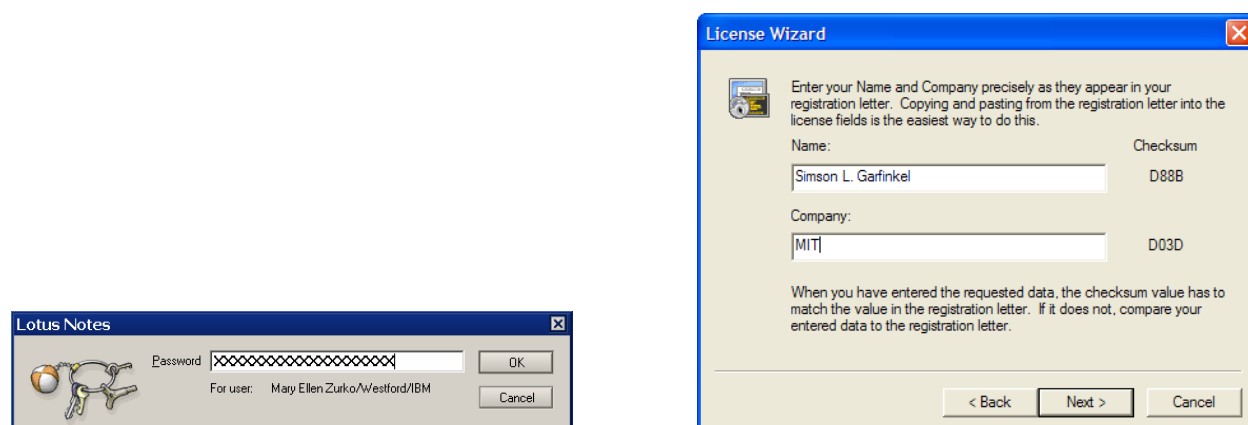 Lotus Notes
Password XXXXXXXXXXXXXXXXXXXX OK
For user: Mary Ellen Zurko/Westford/IBM Cancel
License Wizard
Enter your Name and Company precisely as they appear in your
registration letter. Copying and pasting from the registration letter into the
license fields is the easiest way to do this.
Name: Checksum
Simson L. Garfinkel D88B
Company:
MIT D03D
When you have entered the requested data, the checksum value has to
match the value in the registration letter. If it does not, compare your
entered data to the registration letter.
< Back Next > Cancel